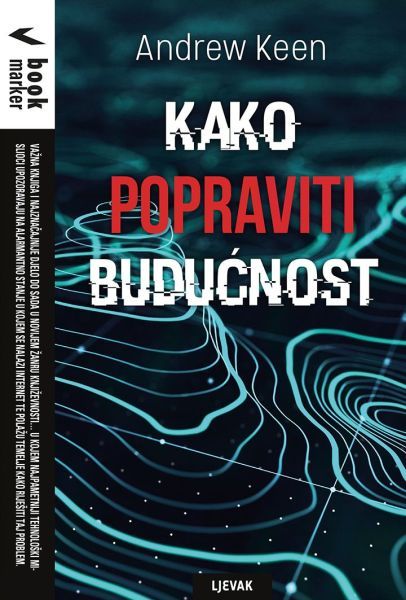 book
marker
VAŽNA KNJIGA I NAJZNAČAJNIJE DJELO DO SADA U NOVIJEM ŽANRU KNJIŽEVNOSTI... U KOJEM NAJPAMETNIJI TEHNOLOŠKI MI-
SLIOCI UPOZORAVAJU NA ALARMANTNO STANJE U KOJEM SE NALAZI INTERNET TE POLAŽU TEMELJE KAKO RIJEŠITI TAJ PROBLEM.
Andrew Keen
KAKO
POPRAVITI
BUDUĆNOST
LJEVAK